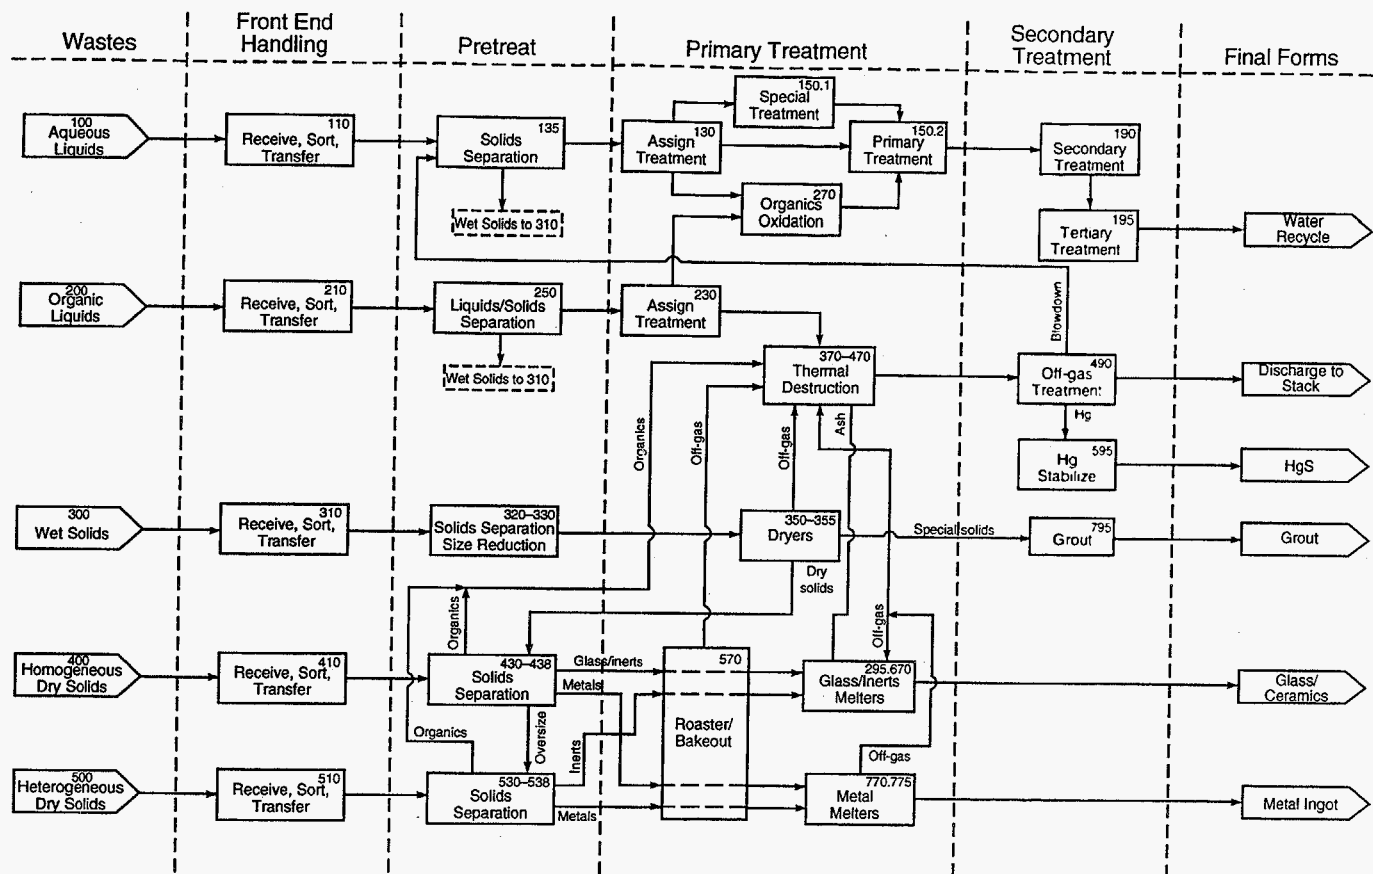 Wastes
Front End
Handling
Pretreat
Primary Treatment
Secondary
Treatment
Final Forms
100
Aqueous
Liquids
110
Receive, Sort,
Transfer
135
Solids
Separation
Wet Solids to 310
130
Assign
Treatment
150.1
Special
Treatment
150.2
Primary
Treatment
270
Organics
Oxidation
190
Secondary
Treatment
195
Tertiary
Treatment
Water
Recycle
200
Organic
Liquids
210
Receive, Sort,
Transfer
250
Liquids/Solids
Separation
Wet Solids to 310
230
Assign
Treatment
370–470
Thermal
Destruction
Blowdown
490
Off-gas
Treatment
Discharge to
Stack
Organics
Off-gas
Off-gas
Ash
Hg
595
Hg
Stabilize
HgS
300
Wet Solids
310
Receive, Sort,
Transfer
320–330
Solids Separation
Size Reduction
350–355
Dryers
Special solids
795
Grout
Grout
Dry
solids
Organics
Off-gas
400
Homogeneous
Dry Solids
410
Receive, Sort,
Transfer
430–438
Solids
Separation
Glass/inerts
Metals
570
Roaster/
Bakeout
295.670
Glass/Inerts
Melters
Glass/
Ceramics
Organics
Oversize
Inerts
Off-gas
500
Heterogeneous
Dry Solids
510
Receive, Sort,
Transfer
530–538
Solids
Separation
Metals
770.775
Metal
Melters
Metal Ingot